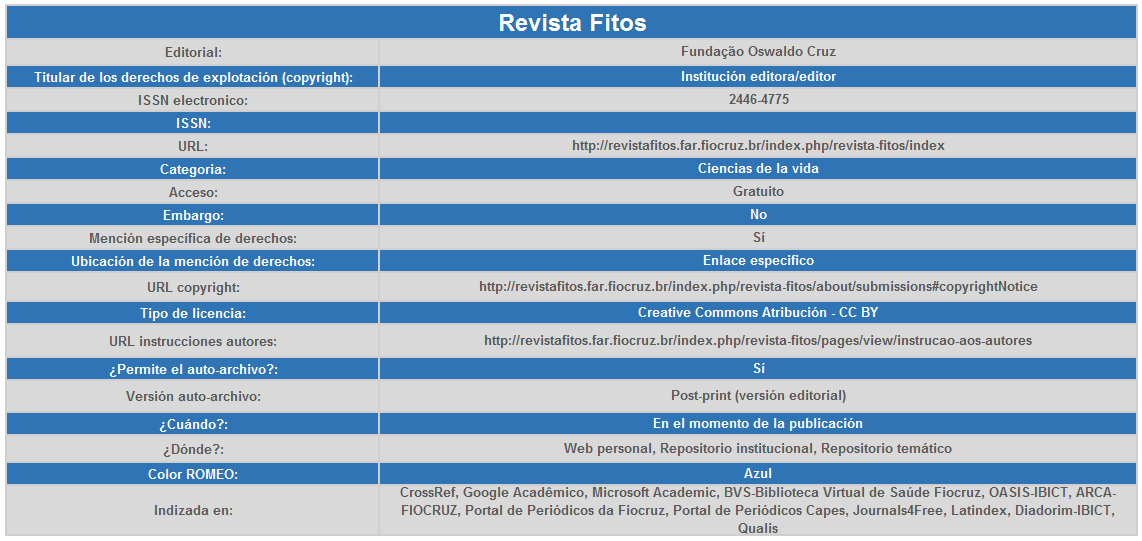 Revista Fitos
Editorial: Fundação Oswaldo Cruz
Titular de los derechos de explotación (copyright): Institución editora/editor
ISSN electronico: 2446-4775
ISSN:
URL: http://revistafitos.far.fiocruz.br/index.php/revista-fitos/index
Categoria: Ciencias de la vida
Acceso: Gratuito
Embargo: No
Mención específica de derechos: Sí
Ubicación de la mención de derechos: Enlace especifico
URL copyright: http://revistafitos.far.fiocruz.br/index.php/revista-fitos/about/submissions#copyrightNotice
Tipo de licencia: Creative Commons Atribución - CC BY
URL instrucciones autores: http://revistafitos.far.fiocruz.br/index.php/revista-fitos/pages/view/instrucao-aos-autores
¿Permite el auto-archivo?: Sí
Versión auto-archivo: Post-print (versión editorial)
¿Cuándo?: En el momento de la publicación
¿Dónde?: Web personal, Repositorio institucional, Repositorio temático
Color ROMEO: Azul
Indizada en: CrossRef, Google Acadêmico, Microsoft Academic, BVS-Biblioteca Virtual de Saúde Fiocruz, OASIS-IBICT, ARCA-
FIOCRUZ, Portal de Periódicos da Fiocruz, Portal de Periódicos Capes, Journals4Free, Latindex, Diadorim-IBICT,
Qualis